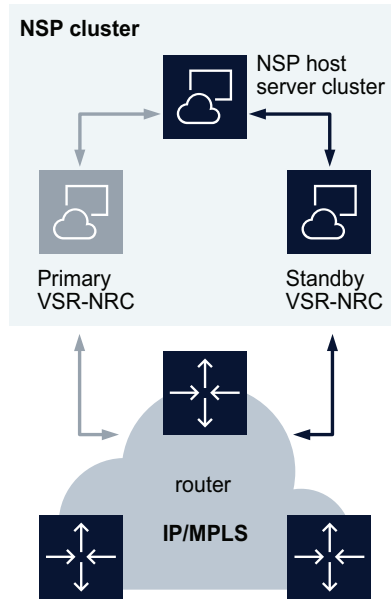 NSP cluster
NSP host
server cluster
Primary
VSR-NRC
Standby
VSR-NRC
router
IP/MPLS